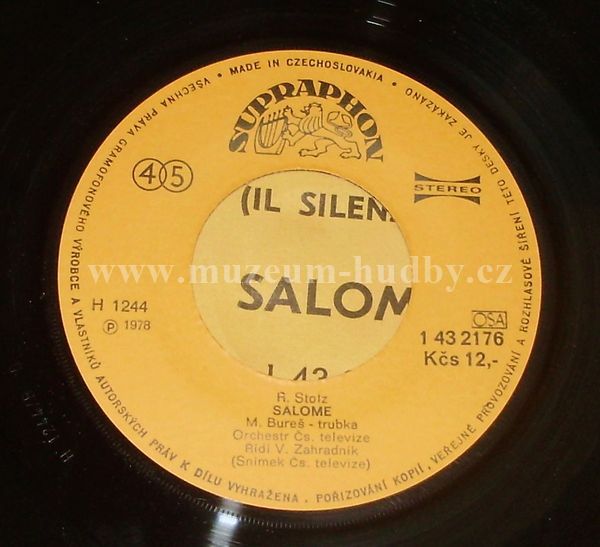 VŠECHNA PRÁVA GRAMOFONOVÉHO VÝROBCE A VLASTNÍKŮ AUTORSKÝCH PRÁV K DÍLU VYHRAŽENA. POŘIZOVÁNÍ KOPIÍ, VEŘEJNÉ PROVOZOVÁNÍ A ROZHLASOVÉ ŠÍŘENÍ TÉTO DESKY JE ZAKÁZÁNO
• MADE IN CZECHOSLOVAKIA •
SUPRAPHON
45
STEREO
(IL SILEN
www.muzeum-hudby.cz
SALOM
H 1244
℗ 1978
OSA
1 43 2176
Kčs 12,-
1 43
R. Stolz
SALOME
M. Bureš - trubka
Orchestr Čs. televize
Řídí V. Zahradník
(Snímek Čs. televize)